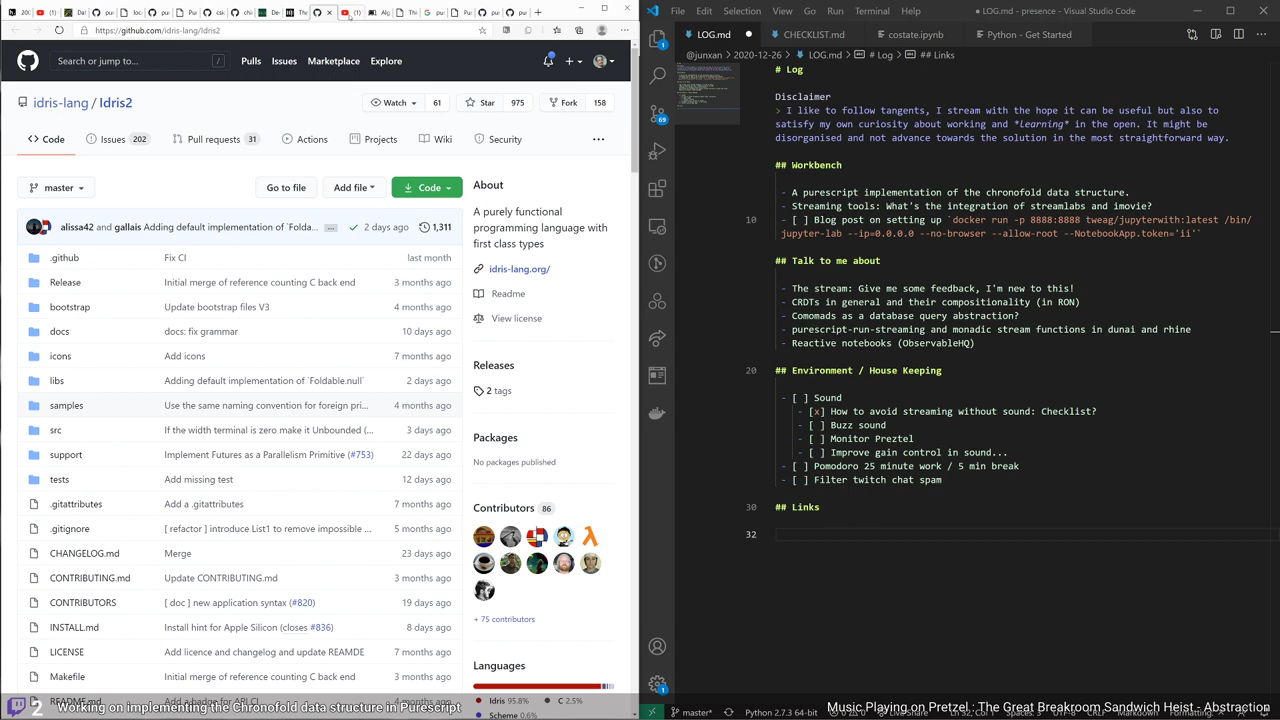 https://github.com/idris-lang/Idris2
Search or jump to... /
Pulls Issues Marketplace Explore
idris-lang / Idris2
Watch 61 Star 975 Fork 158
Code Issues 202 Pull requests 31 Actions Projects Wiki Security
master Go to file Add file Code
alissa42 and gallais Adding default implementation of `Folda... 2 days ago 1,311
.github Fix CI last month
Release Initial merge of reference counting C back end 3 months ago
bootstrap Update bootstrap files V3 4 months ago
docs docs: fix grammar 10 days ago
icons Add icons 7 months ago
libs Adding default implementation of `Foldable.null` 2 days ago
samples Use the same naming convention for foreign pri... 4 months ago
src If the width terminal is zero make it Unbounded (... 3 days ago
support Implement Futures as a Parallelism Primitive (#753) 22 days ago
tests Add missing test 12 days ago
.gitattributes Add a .gitattributes 7 months ago
.gitignore [ refactor ] introduce List1 to remove impossible ... 5 months ago
CHANGELOG.md Merge 23 days ago
CONTRIBUTING.md Update CONTRIBUTING.md 3 months ago
CONTRIBUTORS [ doc ] new application syntax (#820) 19 days ago
INSTALL.md Install hint for Apple Silicon (closes #836) 8 days ago
LICENSE Add licence and changelog and update REAMDE 7 months ago
Makefile Initial merge of reference counting C back end 3 months ago
About
A purely functional
programming language with
first class types
idris-lang.org/
Readme
View license
Releases
2 tags
Packages
No packages published
Contributors 86
+ 75 contributors
Languages
Idris 95.8% C 2.5%
Scheme 0.6%
2 Working on implementing the Chronofold data structure in Purescript
File Edit Selection View Go Run Terminal Help LOG.md - presence - Visual Studio Code
LOG.md CHECKLIST.md costate.ipynb Python - Get Started
@junxan > 2020-12-26 > LOG.md > # Log > ## Links
# Log
Disclaimer
> I like to follow tangents, I stream with the hope it can be useful but also to
satisfy my own curiosity about working and *learning* in the open. It might be
disorganised and not advance towards the solution in the most straightforward way.
## Workbench
- A purescript implementation of the chronofold data structure.
- Streaming tools: What's the integration of streamlabs and imovie?
10 - [ ] Blog post on setting up `docker run -p 8888:8888 tweag/jupyterwith:latest /bin/
jupyter-lab --ip=0.0.0.0 --no-browser --allow-root --NotebookApp.token='ii'`
## Talk to me about
- The stream: Give me some feedback, I'm new to this!
- CRDTs in general and their compositionality (in RON)
- Comomads as a database query abstraction?
- purescript-run-streaming and monadic stream functions in dunai and rhine
- Reactive notebooks (ObservableHQ)
20 ## Environment / House Keeping
- [ ] Sound
- [x] How to avoid streaming without sound: Checklist?
- [ ] Buzz sound
- [ ] Monitor Preztel
- [ ] Improve gain control in sound...
- [ ] Pomodoro 25 minute work / 5 min break
- [ ] Filter twitch chat spam
30 ## Links
32
Music Playing on Pretzel : The Great Breakfront, Sandwich Heist, Abstraction
master* Python 2.7.3 64-bit